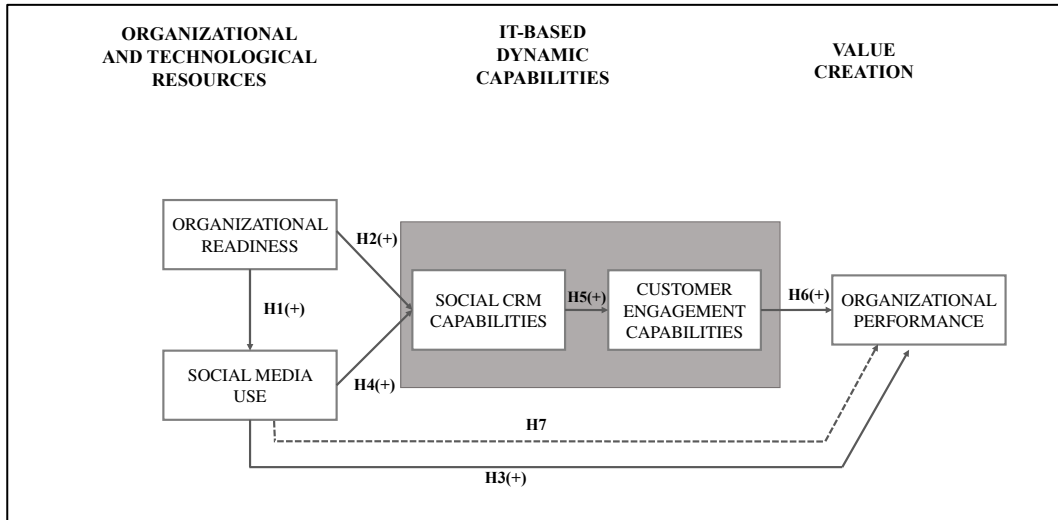 ORGANIZATIONAL
AND TECHNOLOGICAL
RESOURCES
IT-BASED
DYNAMIC
CAPABILITIES
VALUE
CREATION
ORGANIZATIONAL
READINESS
H2(+)
H1(+)
SOCIAL CRM
CAPABILITIES
H5(+)
CUSTOMER
ENGAGEMENT
CAPABILITIES
H6(+)
ORGANIZATIONAL
PERFORMANCE
SOCIAL MEDIA
USE
H4(+)
H7
H3(+)